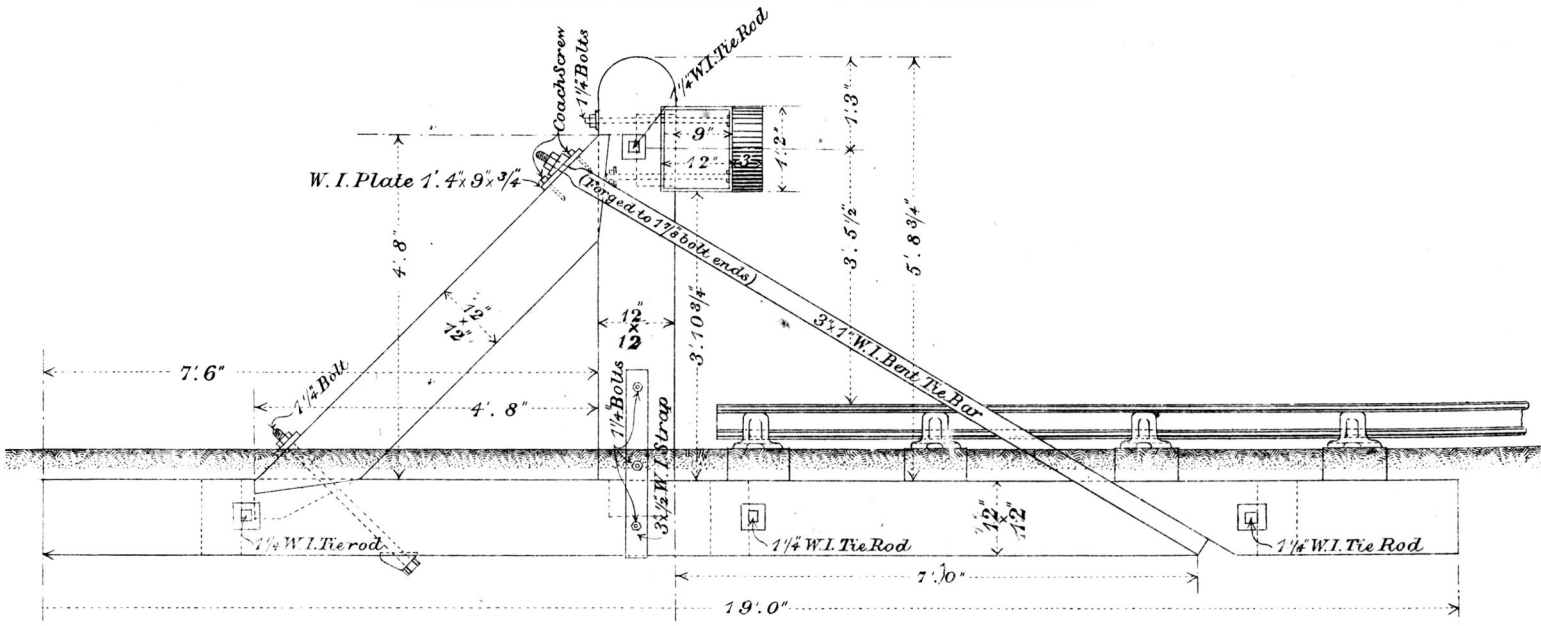 Coach Screw
1¼" Bolts
1¼" W.I. Tie Rod
1'. 3"
9"
12"
3"
1'. 2"
W. I. Plate 1'. 4" x 9" x ¾"
(Forged to 1⅞" bolt ends)
4'. 8"
3'. 5½"
5'. 8¾"
12"
x
12"
12"
x
12"
3'. 10¾"
3" x 1" W.I. Bent Tie Bar
7'. 6"
1¼" Bolt
4'. 8"
1¼" Bolts
3" x ½" W.I. Strap
12"
x
12"
1¼" W.I. Tie rod
1¼" W.I. Tie Rod
1¼" W.I. Tie Rod
7'. 0"
19'. 0"